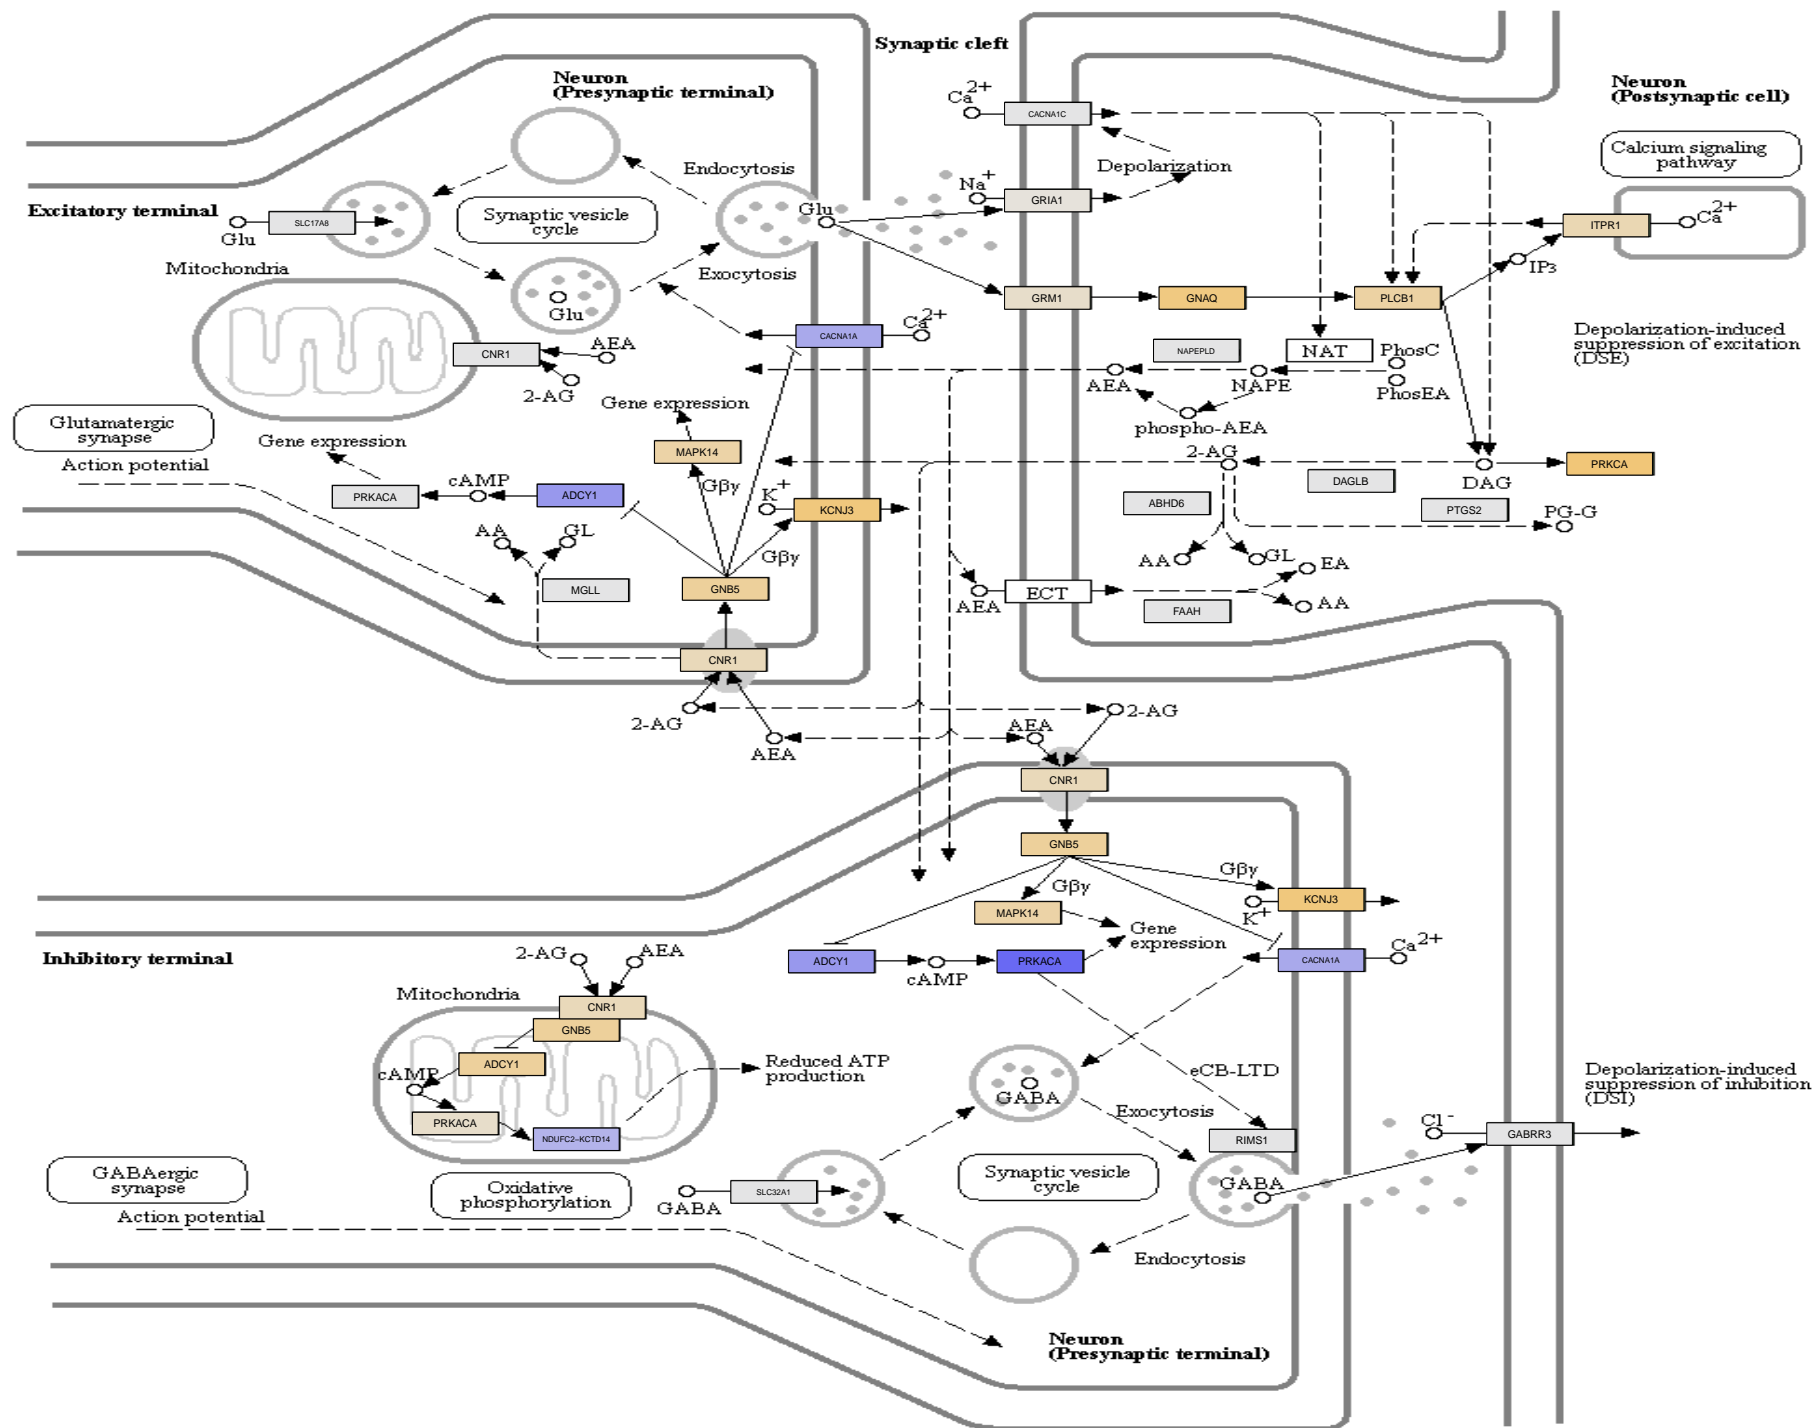 Synaptic cleft
Neuron
(Presynaptic terminal)
Neuron
(Postsynaptic cell)
Ca2+
CACNA1C
Calcium signaling
pathway
Endocytosis
Depolarization
Na+
GRIA1
Excitatory terminal
SLC17A8
Glu
Synaptic vesicle
cycle
Glu
ITPR1
Ca2+
Mitochondria
Exocytosis
IP3
Glu
GRM1
GNAQ
PLCB1
CACNA1A
Ca2+
Depolarization-induced
suppression of excitation
(DSE)
CNR1
AEA
2-AG
NAPEPLD
NAT
PhosC
PhosEA
AEA
NAPE
phospho-AEA
Gene expression
Glutamatergic
synapse
Gene expression
MAPK14
2-AG
Action potential
Gβγ
DAGLB
DAG
PRKCA
PRKACA
cAMP
ADCY1
K+
KCNJ3
ABHD6
PTGS2
PG-G
AA
GL
Gβγ
AA
GL
EA
MGLL
GNB5
AEA
ECT
FAAH
AA
CNR1
2-AG
AEA
AEA
2-AG
CNR1
GNB5
Gβγ
Gβγ
MAPK14
K+
KCNJ3
Gene
expression
Inhibitory terminal
2-AG
AEA
ADCY1
cAMP
PRKACA
CACNA1A
Ca2+
Mitochondria
CNR1
GNB5
ADCY1
cAMP
Reduced ATP
production
PRKACA
NDUFC2-KCTD14
GABA
eCB-LTD
Exocytosis
Depolarization-induced
suppression of inhibition
(DSI)
Cl-
GABRR3
RIMS1
GABAergic
synapse
Oxidative
phosphorylation
GABA
SLC32A1
Synaptic vesicle
cycle
GABA
Action potential
Endocytosis
Neuron
(Presynaptic terminal)